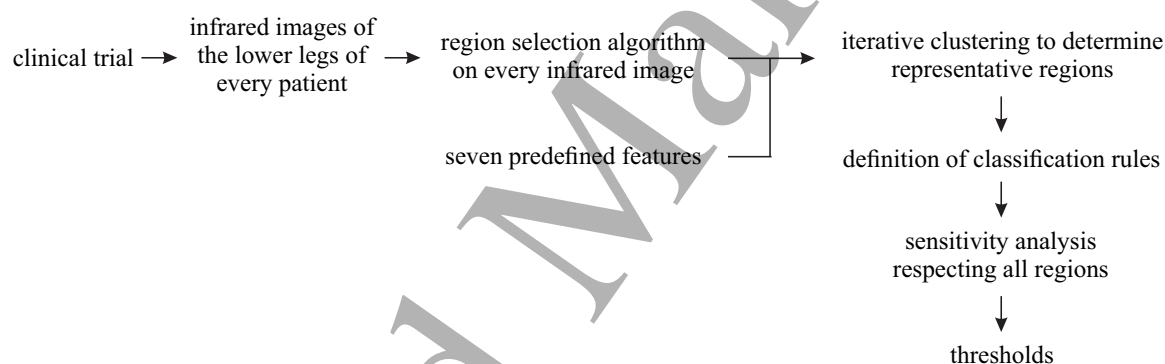 clinical trial
infrared images of
the lower legs of
every patient
region selection algorithm
on every infrared image
seven predefined features
iterative clustering to determine
representative regions
definition of classification rules
sensitivity analysis
respecting all regions
thresholds